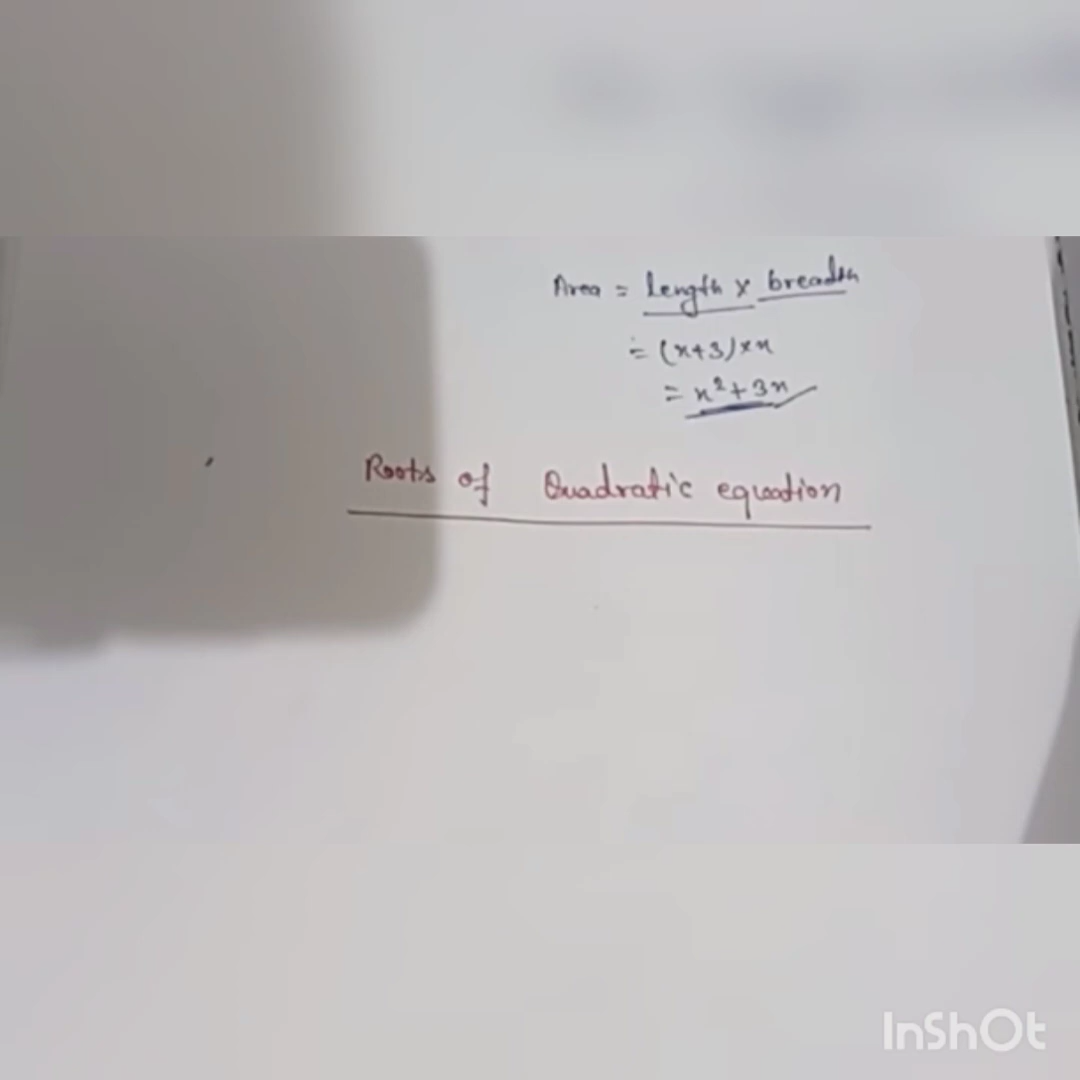 Area = length × breadth
= (x+3) × x
= x² + 3x
Roots of Quadratic equation
InShOt